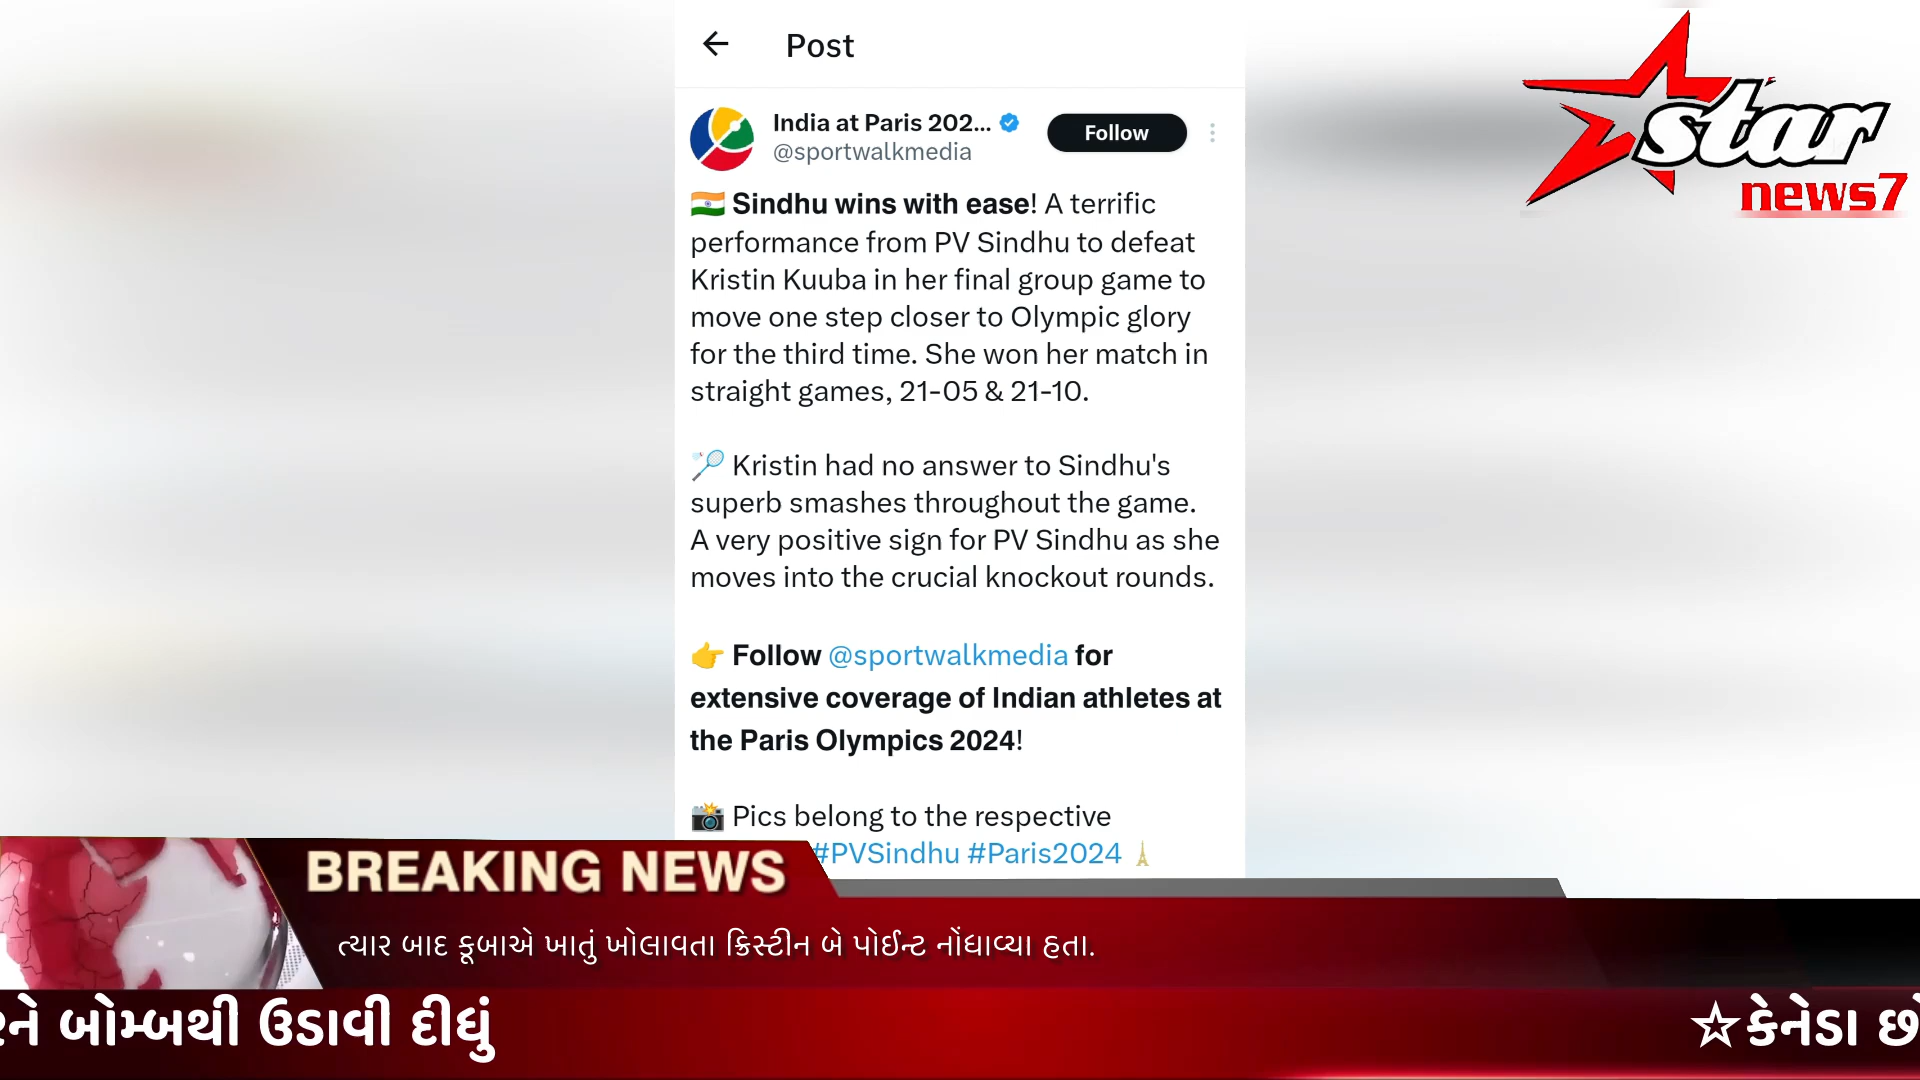 Post
India at Paris 202...
Follow
@sportwalkmedia
star
news7
🇮🇳 Sindhu wins with ease! A terrific
performance from PV Sindhu to defeat
Kristin Kuuba in her final group game to
move one step closer to Olympic glory
for the third time. She won her match in
straight games, 21-05 & 21-10.
🏸 Kristin had no answer to Sindhu's
superb smashes throughout the game.
A very positive sign for PV Sindhu as she
moves into the crucial knockout rounds.
👉 Follow @sportwalkmedia for
extensive coverage of Indian athletes at
the Paris Olympics 2024!
📸 Pics belong to the respective
#PVSindhu #Paris2024 🗼
BREAKING NEWS
ત્યાર બાદ કૂબાએ ખાતું ખોલાવતા ક્રિસ્ટીન બે પોઈન્ટ નોંધાવ્યા હતા.
બોમ્બથી ઉડાવી દીધું
☆કેનેડા